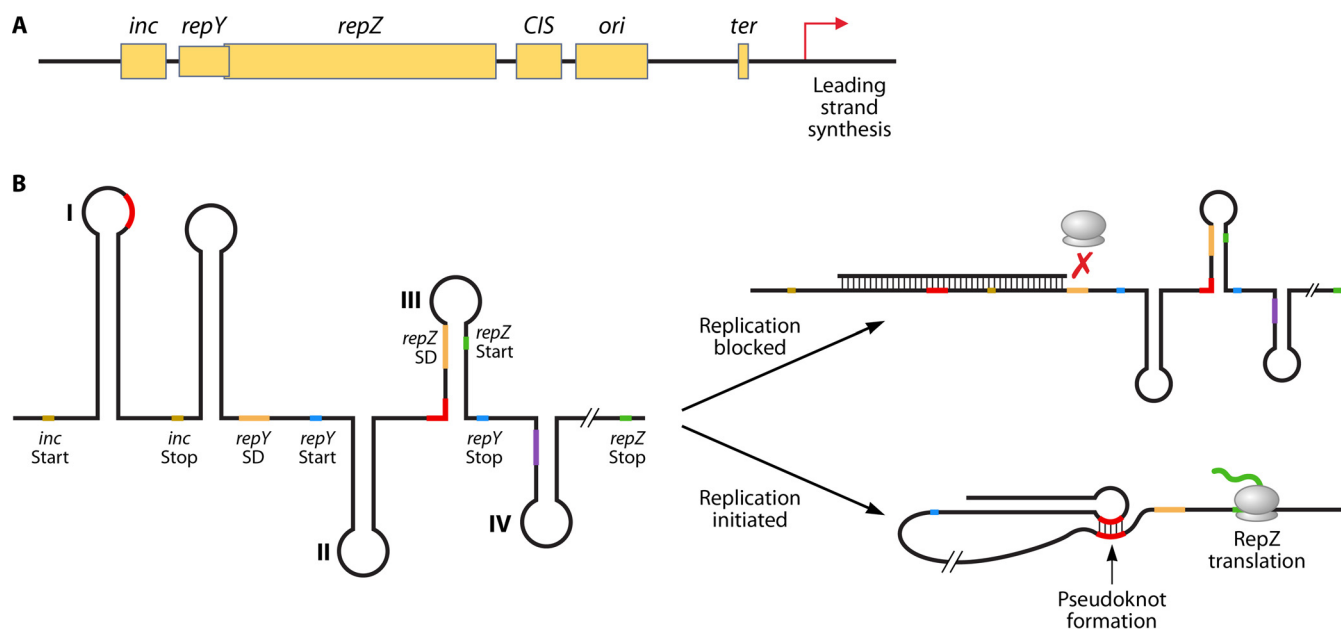 A
inc repY repZ CIS ori ter
Leading
strand
synthesis
B
I
III
repZ
SD
repZ
Start
inc
Start
inc
Stop
repY
SD
repY
Start
repY
Stop
repZ
Stop
II
IV
Replication
blocked
X
Replication
initiated
RepZ
translation
Pseudoknot
formation